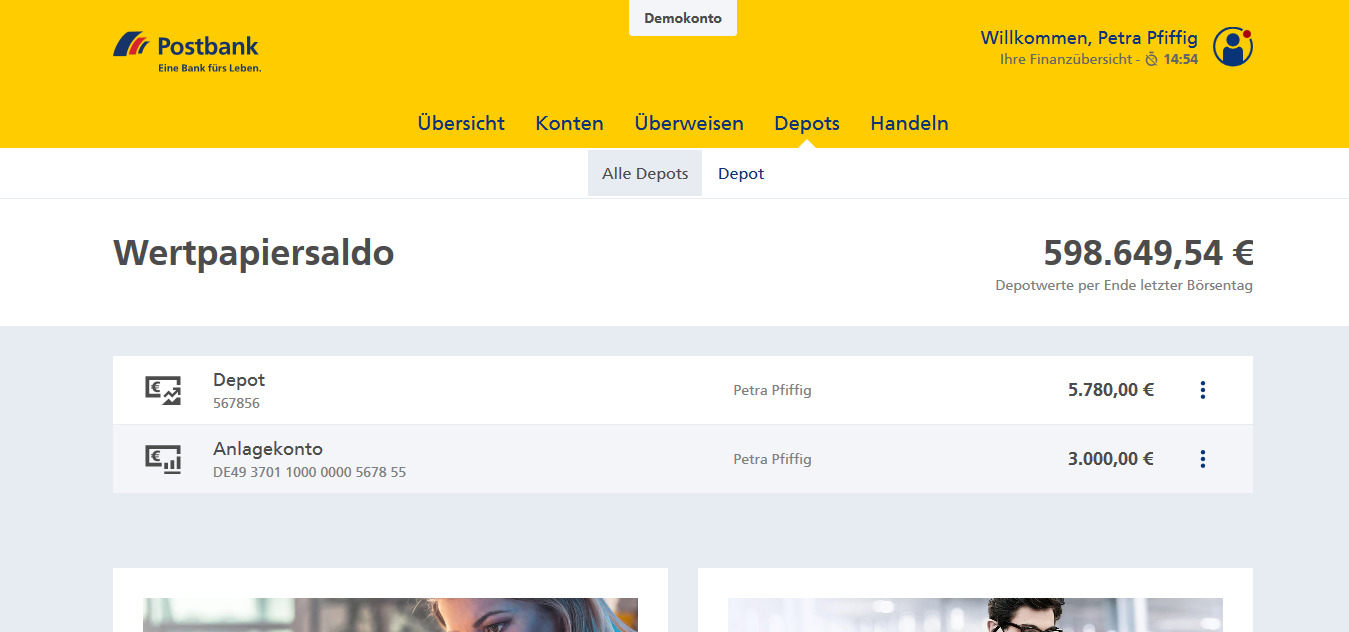 Demokonto
Postbank
Eine Bank fürs Leben.
Willkommen, Petra Pfiffig
Ihre Finanzübersicht - 14:54
Übersicht Konten Überweisen Depots Handeln
Alle Depots Depot
Wertpapiersaldo 598.649,54 €
Depotwerte per Ende letzter Börsentag
€ Depot Petra Pfiffig 5.780,00 €
567856
€ Anlagekonto Petra Pfiffig 3.000,00 €
DE49 3701 1000 0000 5678 55